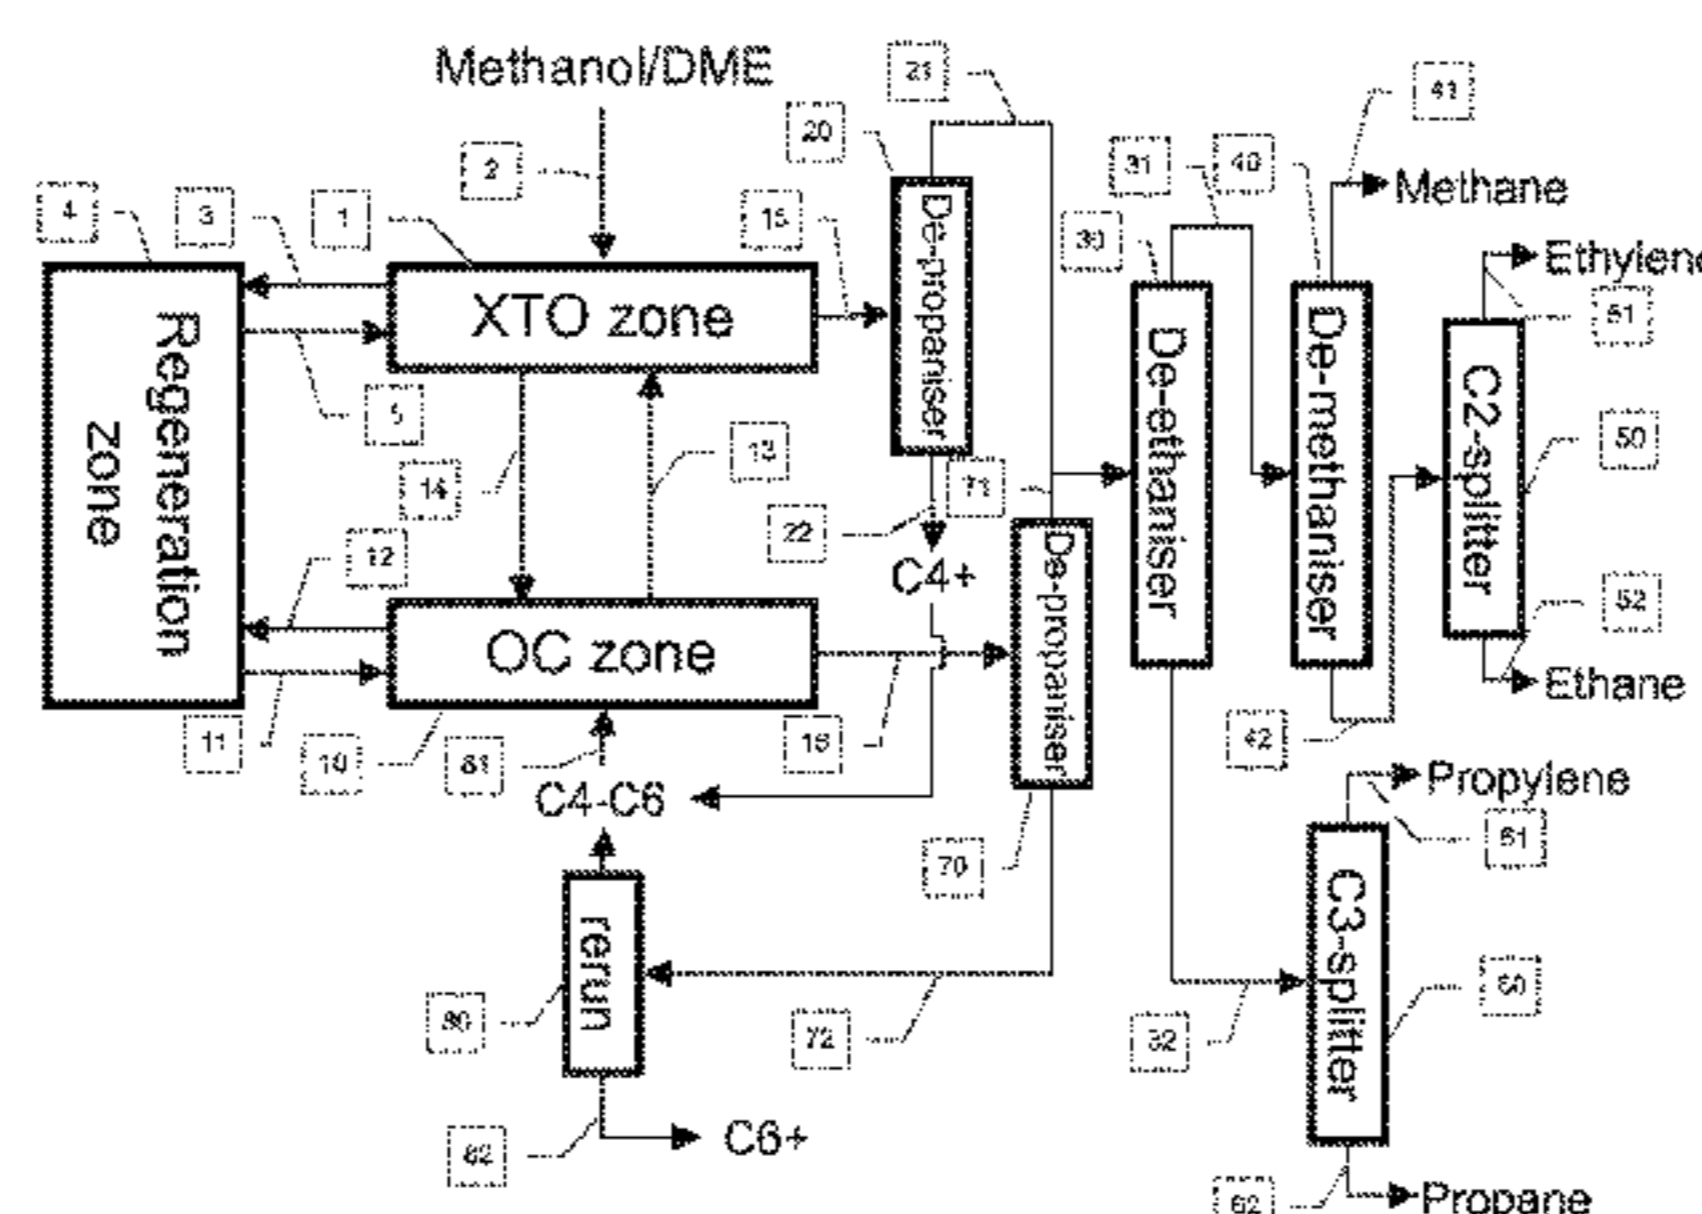 Methanol/DME
21
41
20
2
31
40
Methane
4
3
1
15
30
Ethylene
De-propaniser
XTO zone
51
Regeneration
zone
De-ethaniser
De-methaniser
C2-splitter
5
13
50
14
71
22
12
C4+
De-propaniser
52
OC zone
Ethane
11
10
81
16
42
C4-C6
Propylene
61
70
rerun
C3-splitter
60
80
72
32
82
C6+
62
Propane